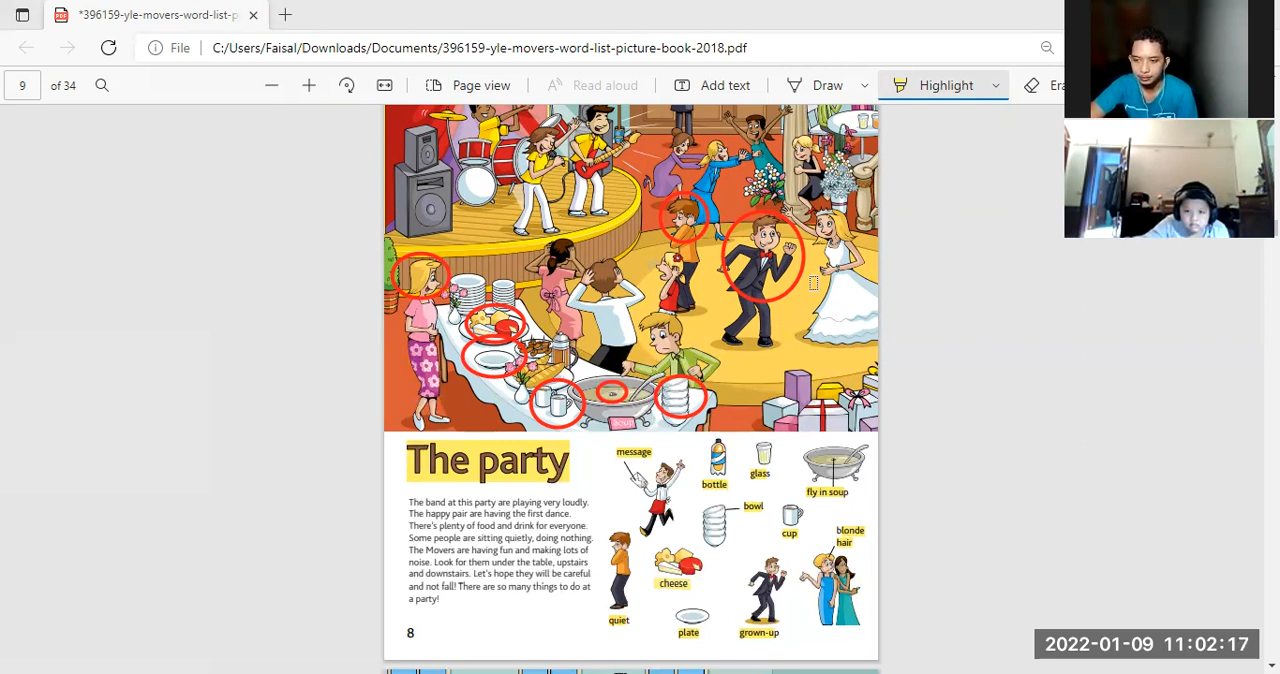 *396159-yle-movers-word-list-p
File
C:/Users/Faisal/Downloads/Documents/396159-yle-movers-word-list-picture-book-2018.pdf
9 of 34
Page view
Read aloud
Add text
Draw
Highlight
Era
Soup
The party
The band at this party are playing very loudly.
The happy pair are having the first dance.
There's plenty of food and drink for everyone.
Some people are sitting quietly, doing nothing.
The Movers are having fun and making lots of
noise. Look for them under the table, upstairs
and downstairs. Let's hope they will be careful
and not fall! There are so many things to do at
a party!
8
message
bottle
glass
fly in soup
bowl
cup
blonde
hair
quiet
cheese
plate
grown-up
2022-01-09 11:02:17